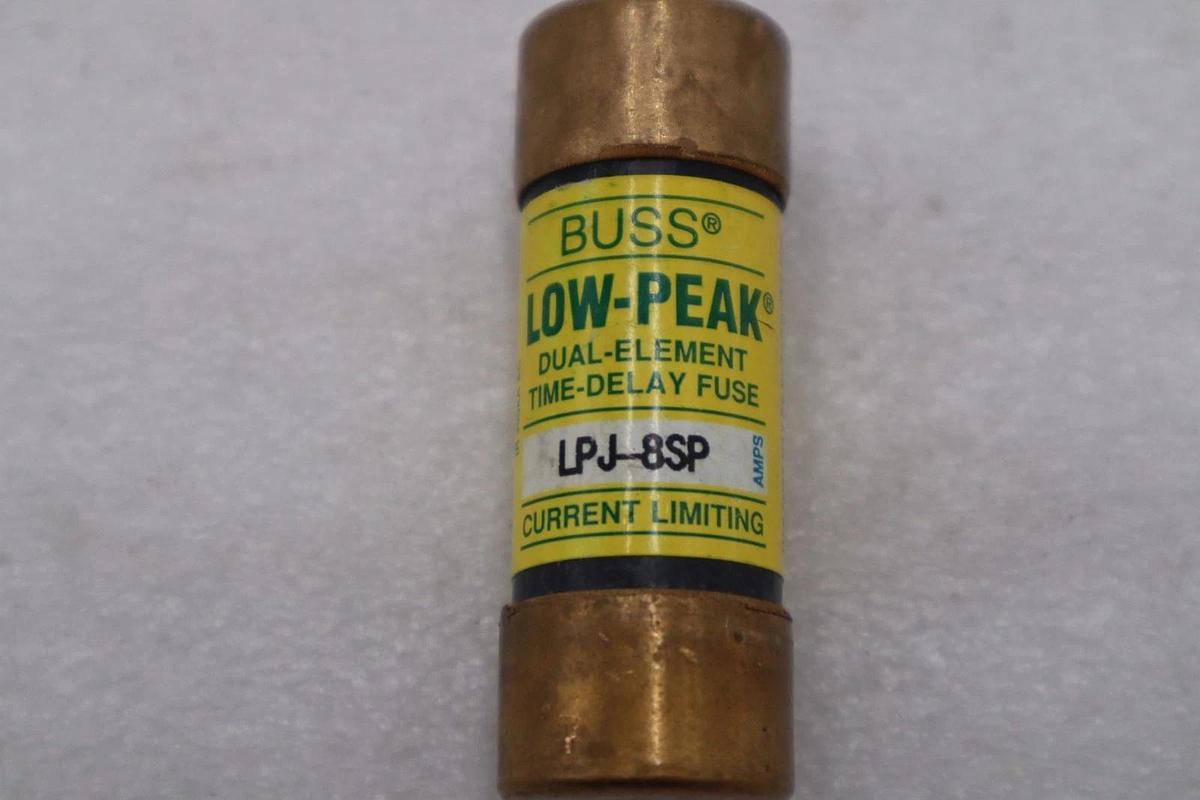 BUSS®
LOW-PEAK®
DUAL-ELEMENT
TIME-DELAY FUSE
LPJ-8SP
AMPS
CURRENT LIMITING